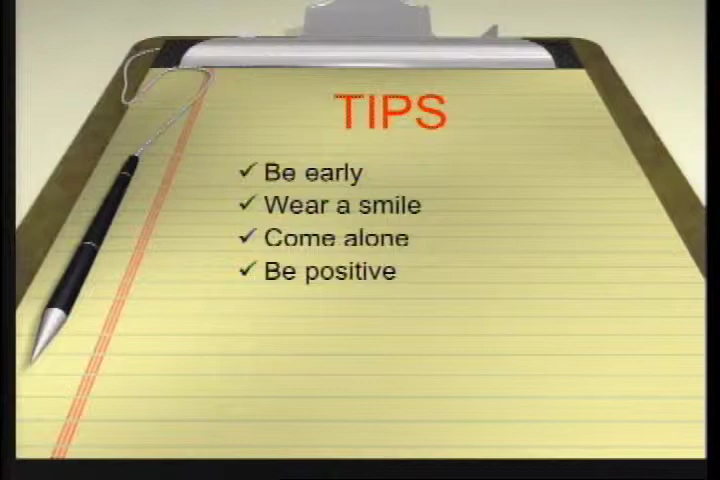 TIPS
✓ Be early
✓ Wear a smile
✓ Come alone
✓ Be positive